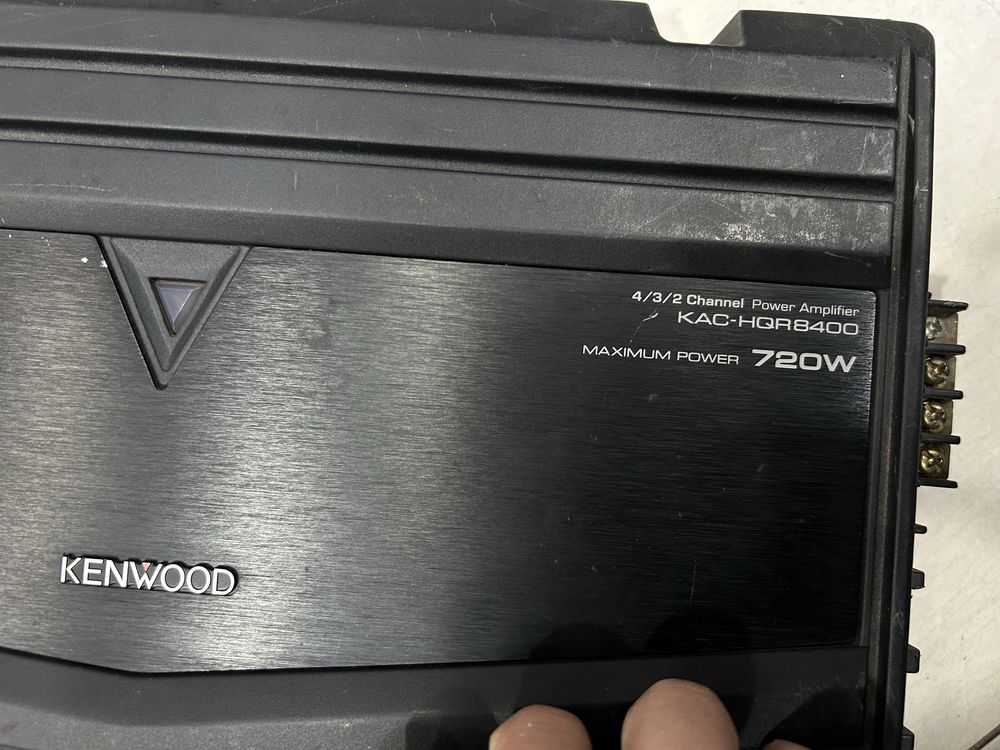 4/3/2 Channel Power Amplifier
KAC-HQR8400
MAXIMUM POWER 720W
KENWOOD